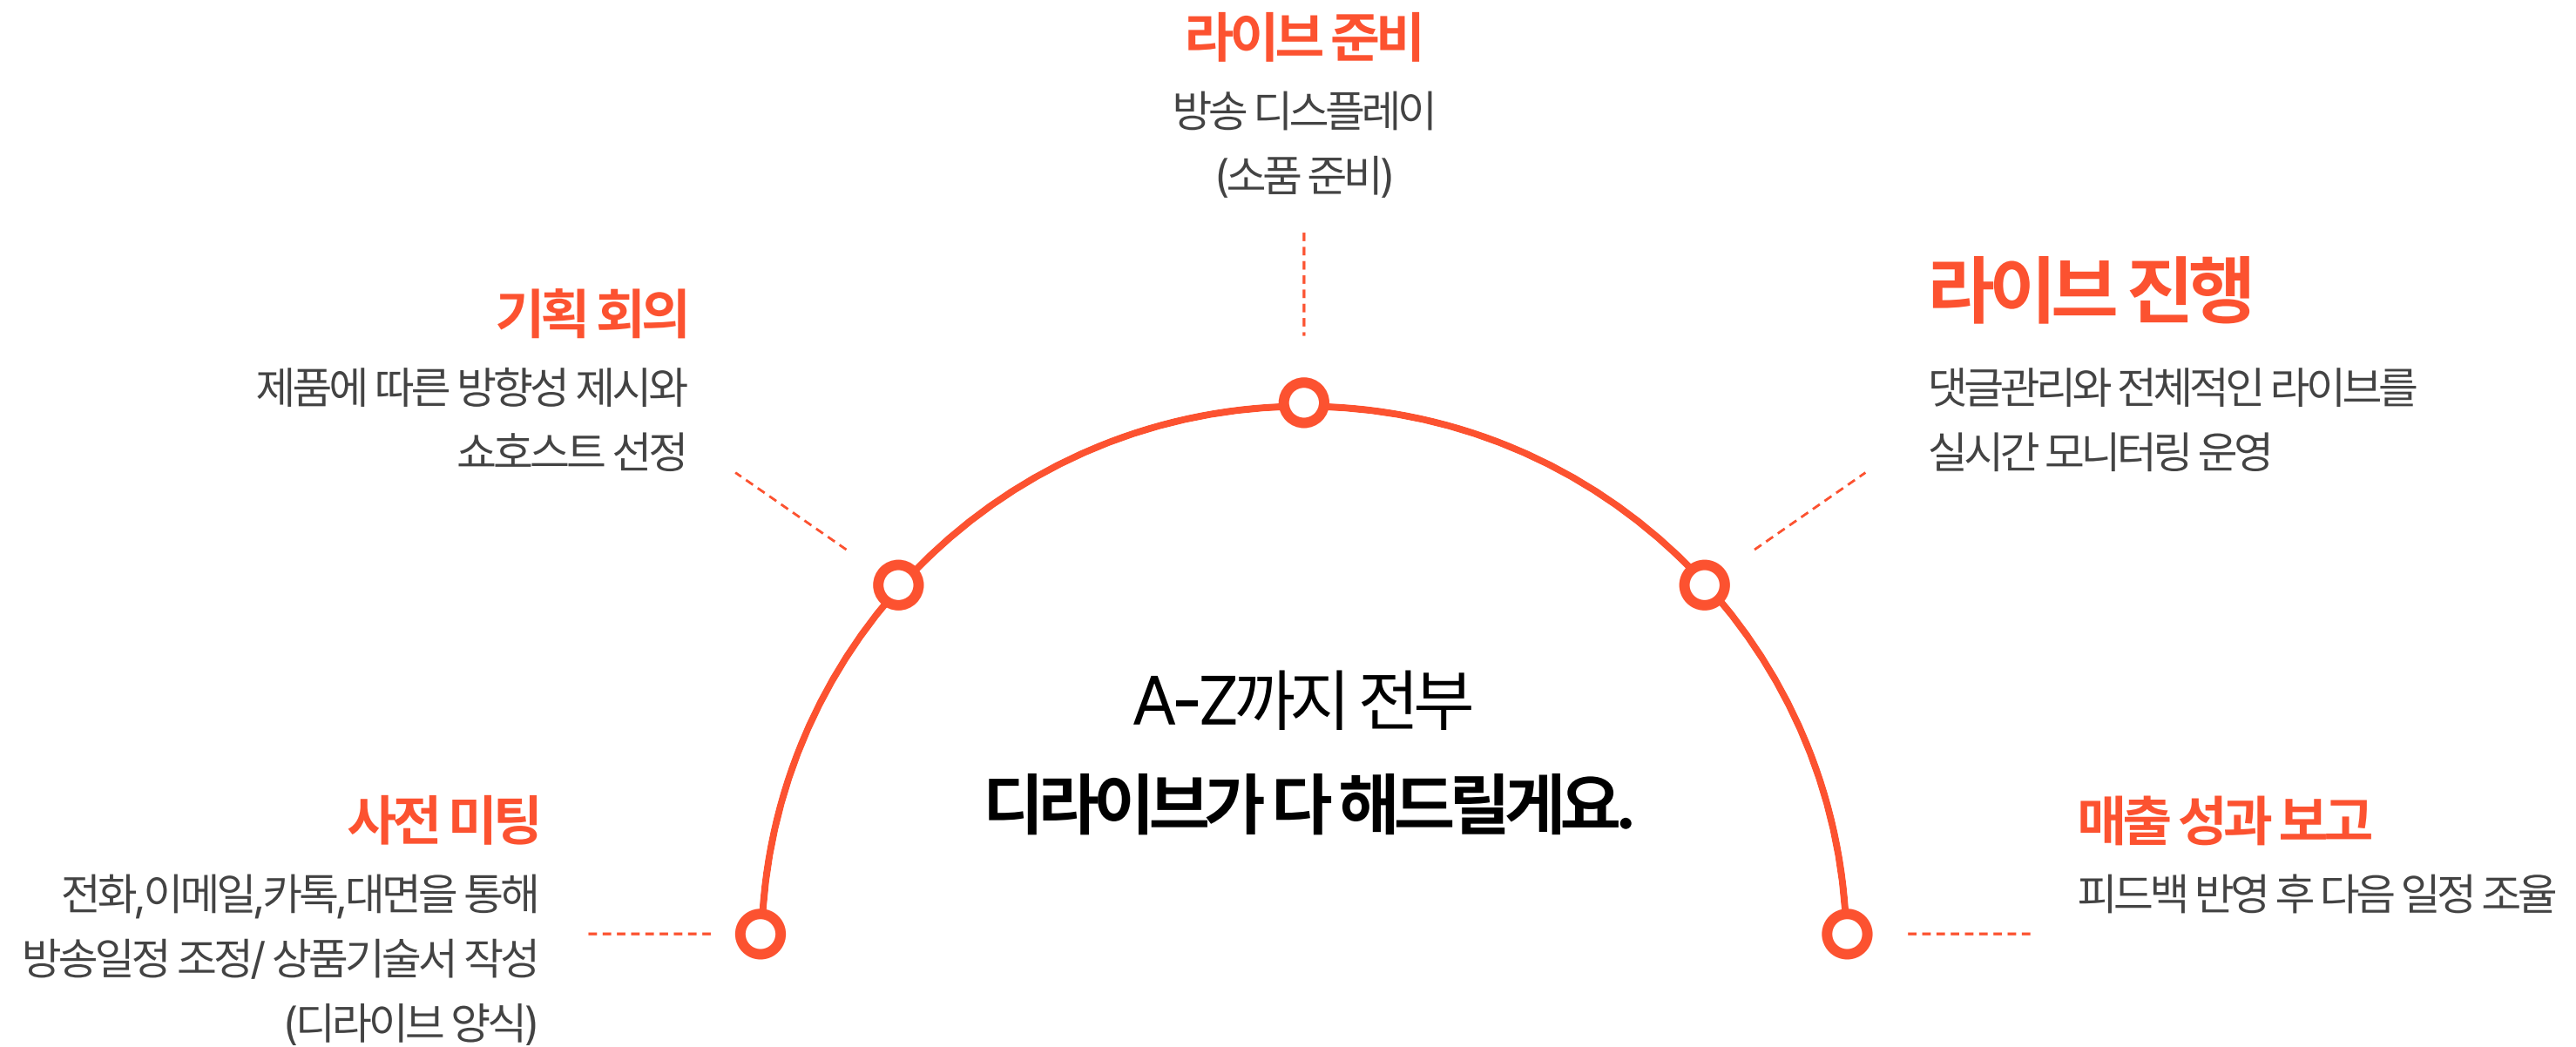 라이브 준비
방송 디스플레이
(소품 준비)
기획 회의
제품에 따른 방향성 제시와
쇼호스트 선정
라이브 진행
댓글관리와 전체적인 라이브를
실시간 모니터링 운영
A-Z까지 전부
디라이브가 다 해드릴게요.
사전 미팅
전화,이메일,카톡,대면을 통해
방송일정 조정/ 상품기술서 작성
(디라이브 양식)
매출 성과 보고
피드백 반영 후 다음 일정 조율